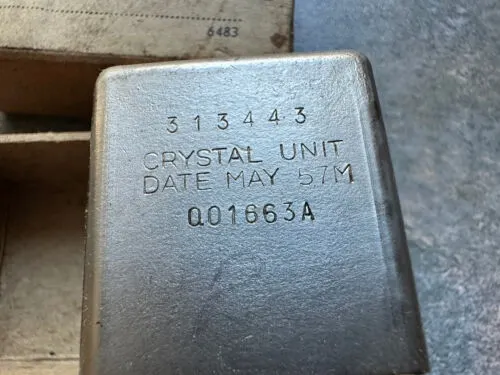 6483
313443
CRYSTAL UNIT
DATE MAY 57M
Q01663A